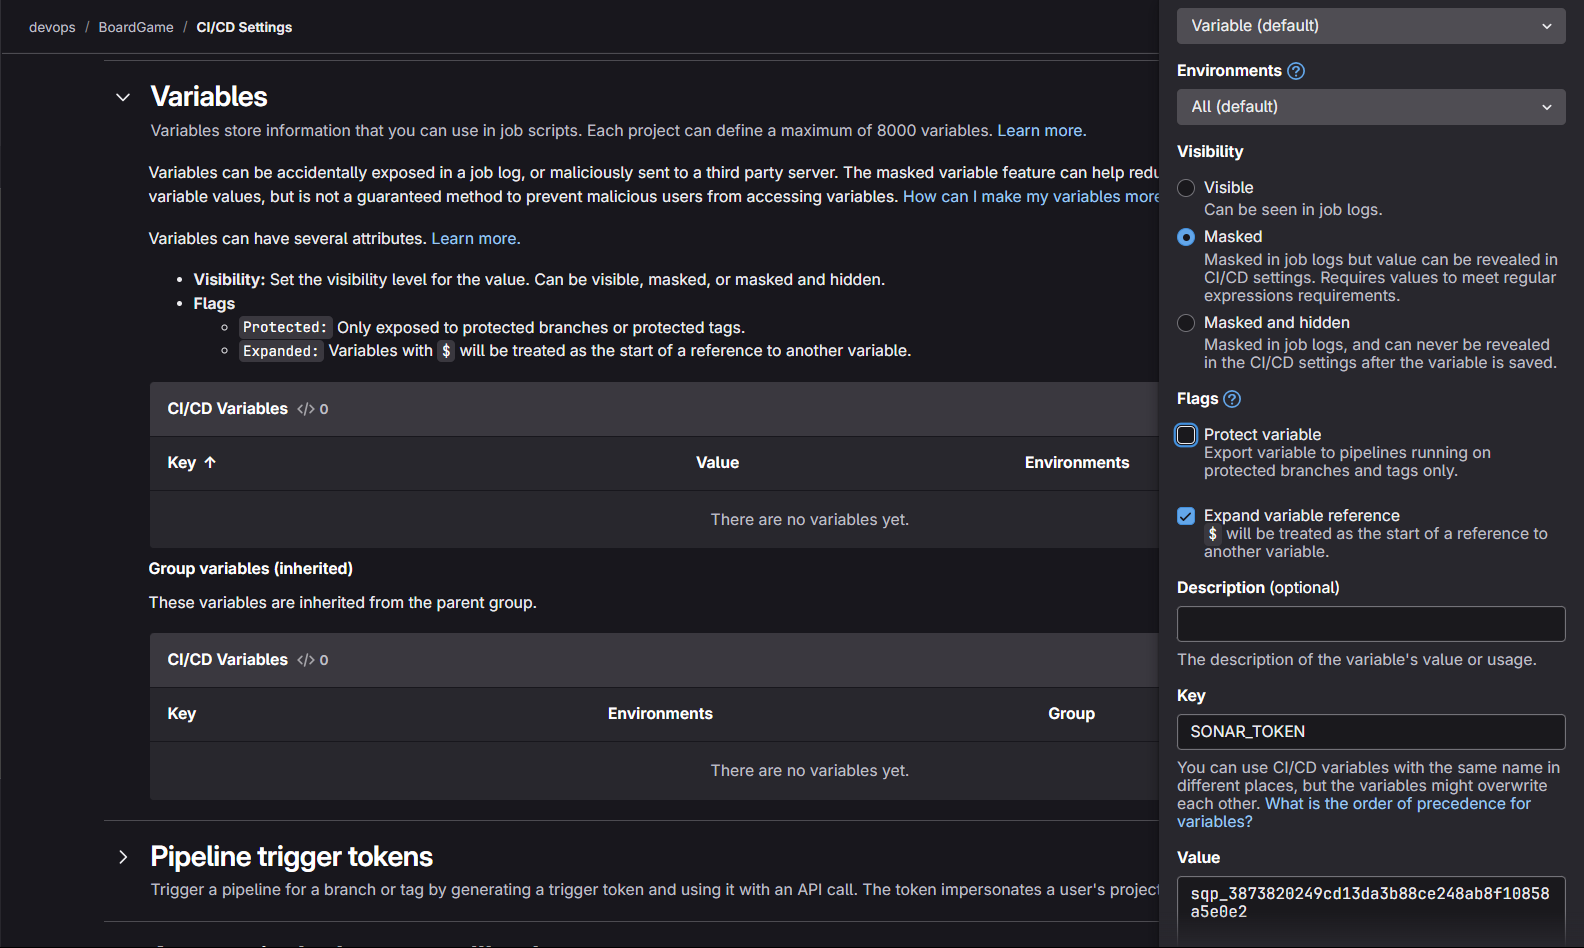 devops / BoardGame / CI/CD Settings
Variables
Variables store information that you can use in job scripts. Each project can define a maximum of 8000 variables. Learn more.
Variables can be accidentally exposed in a job log, or maliciously sent to a third party server. The masked variable feature can help redu
variable values, but is not a guaranteed method to prevent malicious users from accessing variables. How can I make my variables more
Variables can have several attributes. Learn more.
• Visibility: Set the visibility level for the value. Can be visible, masked, or masked and hidden.
• Flags
◦ Protected: Only exposed to protected branches or protected tags.
◦ Expanded: Variables with $ will be treated as the start of a reference to another variable.
CI/CD Variables </> 0
Key ↑ Value Environments
There are no variables yet.
Group variables (inherited)
These variables are inherited from the parent group.
CI/CD Variables </> 0
Key Environments Group
There are no variables yet.
Pipeline trigger tokens
Trigger a pipeline for a branch or tag by generating a trigger token and using it with an API call. The token impersonates a user's project
Variable (default)
Environments ?
All (default)
Visibility
Visible
Can be seen in job logs.
Masked
Masked in job logs but value can be revealed in
CI/CD settings. Requires values to meet regular
expressions requirements.
Masked and hidden
Masked in job logs, and can never be revealed
in the CI/CD settings after the variable is saved.
Flags ?
Protect variable
Export variable to pipelines running on
protected branches and tags only.
Expand variable reference
$ will be treated as the start of a reference to
another variable.
Description (optional)
The description of the variable's value or usage.
Key
SONAR_TOKEN
You can use CI/CD variables with the same name in
different places, but the variables might overwrite
each other. What is the order of precedence for
variables?
Value
sqp_3873820249cd13da3b88ce248ab8f10858
a5e0e2